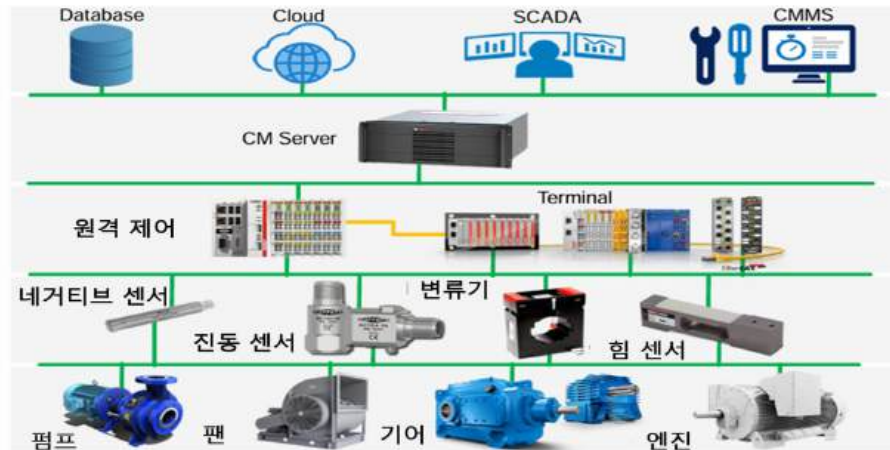 Database
Cloud
SCADA
CMMS
CM Server
Terminal
원격 제어
네거티브 센서
변류기
진동 센서
힘 센서
펌프
팬
기어
엔진